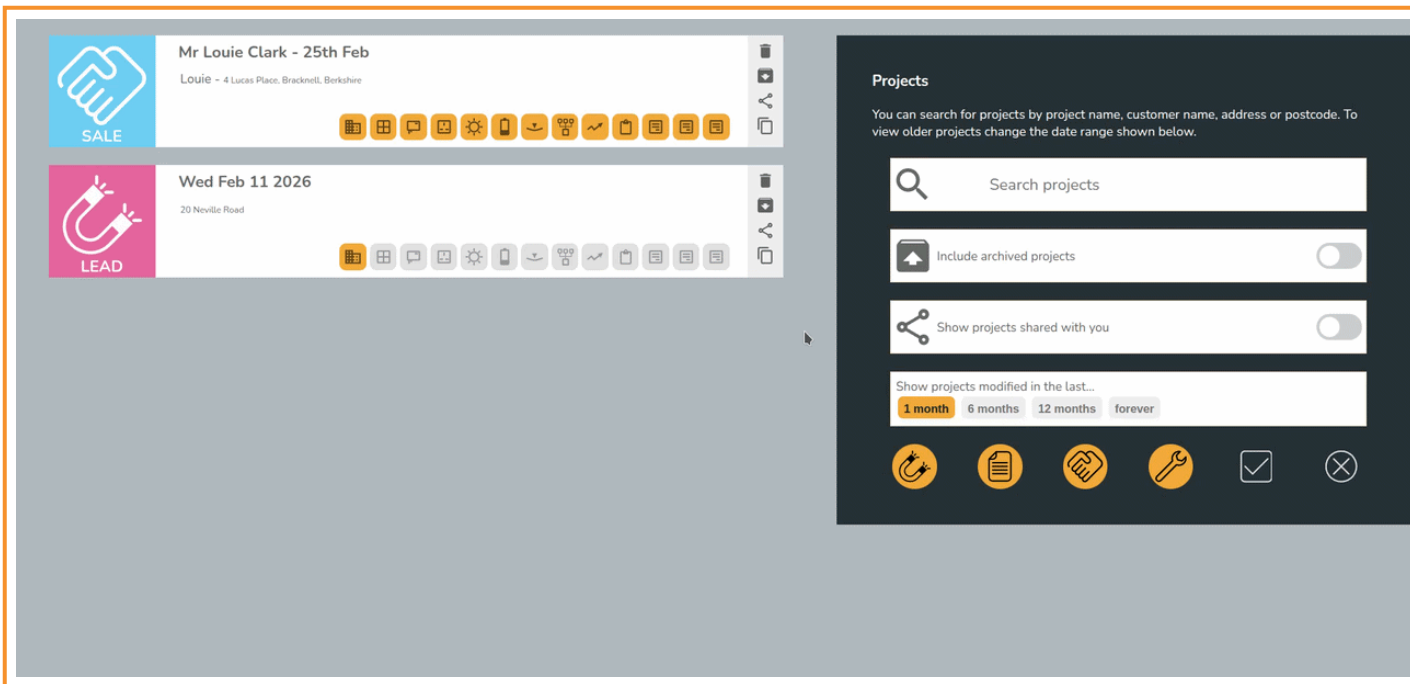 SALE
Mr Louie Clark - 25th Feb
Louie - 4 Lucas Place, Bracknell, Berkshire
LEAD
Wed Feb 11 2026
20 Neville Road
Projects
You can search for projects by project name, customer name, address or postcode. To
view older projects change the date range shown below.
Search projects
Include archived projects
Show projects shared with you
Show projects modified in the last...
1 month 6 months 12 months forever